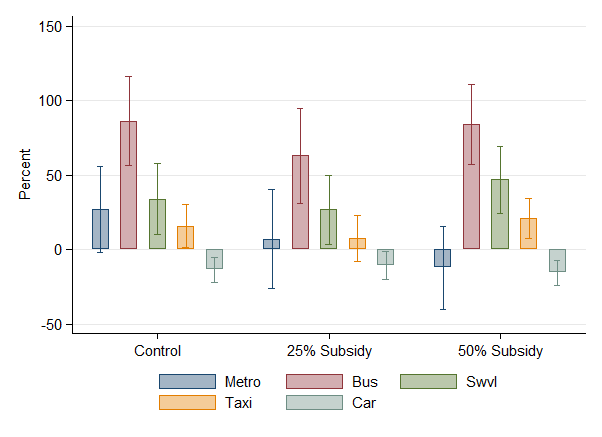 150
100
50
0
-50
Percent
Control 25% Subsidy 50% Subsidy
Metro Bus Swvl
Taxi Car